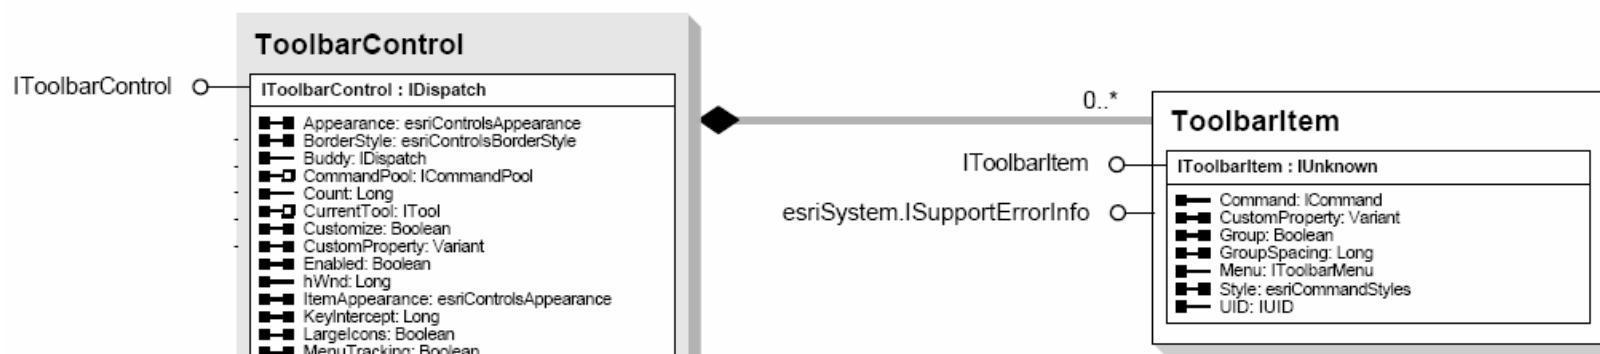 ToolbarControl
IToolbarControl
IToolbarControl : IDispatch
Appearance: esriControlsAppearance
BorderStyle: esriControlsBorderStyle
Buddy: IDispatch
CommandPool: ICommandPool
Count: Long
CurrentTool: ITool
Customize: Boolean
CustomProperty: Variant
Enabled: Boolean
hWnd: Long
ItemAppearance: esriControlsAppearance
KeyIntercept: Long
LargeIcons: Boolean
MenuTracking: Boolean
0..*
ToolbarItem
IToolbarItem
IToolbarItem : IUnknown
esriSystem.ISupportErrorInfo
Command: ICommand
CustomProperty: Variant
Group: Boolean
GroupSpacing: Long
Menu: IToolbarMenu
Style: esriCommandStyles
UID: IUID